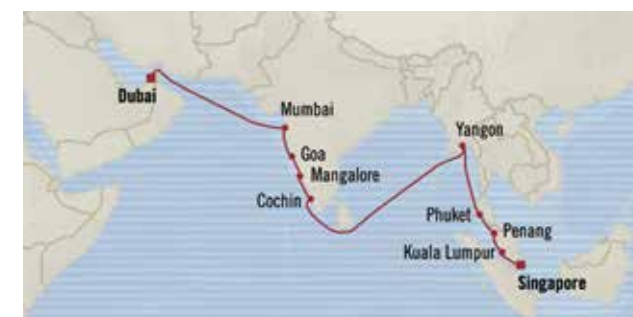 Dubai
Mumbai
Goa
Mangalore
Cochin
Yangon
Phuket
Penang
Kuala Lumpur
Singapore